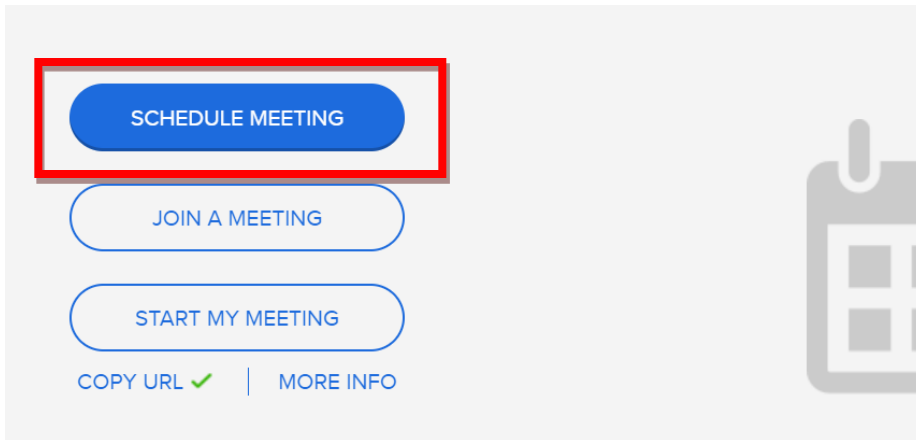 SCHEDULE MEETING
JOIN A MEETING
START MY MEETING
COPY URL
MORE INFO